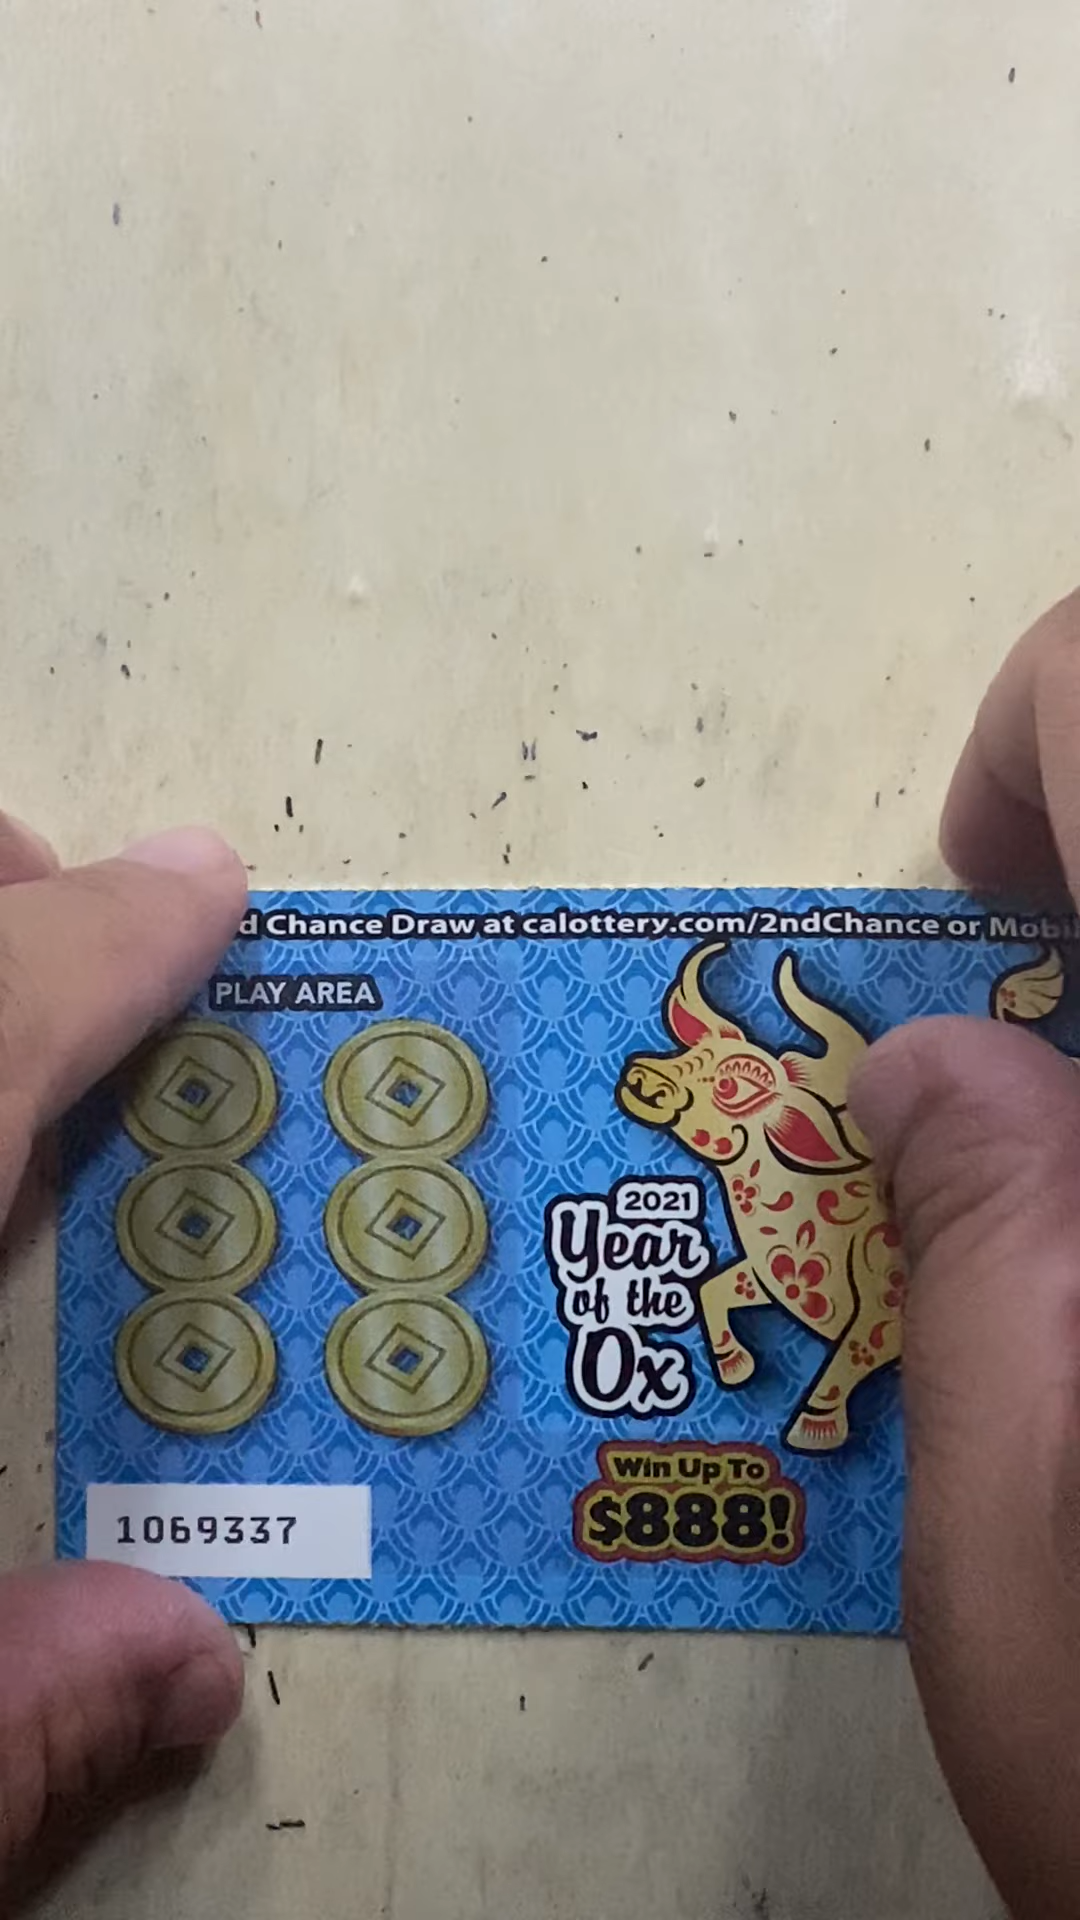 d Chance Draw at calottery.com/2ndChance or Mobil
PLAY AREA
2021
Year
of the
Ox
Win Up To
$888!
1069337